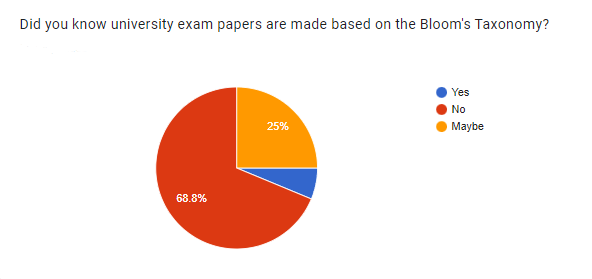 Did you know university exam papers are made based on the Bloom's Taxonomy?
Yes
No
Maybe
25%
68.8%